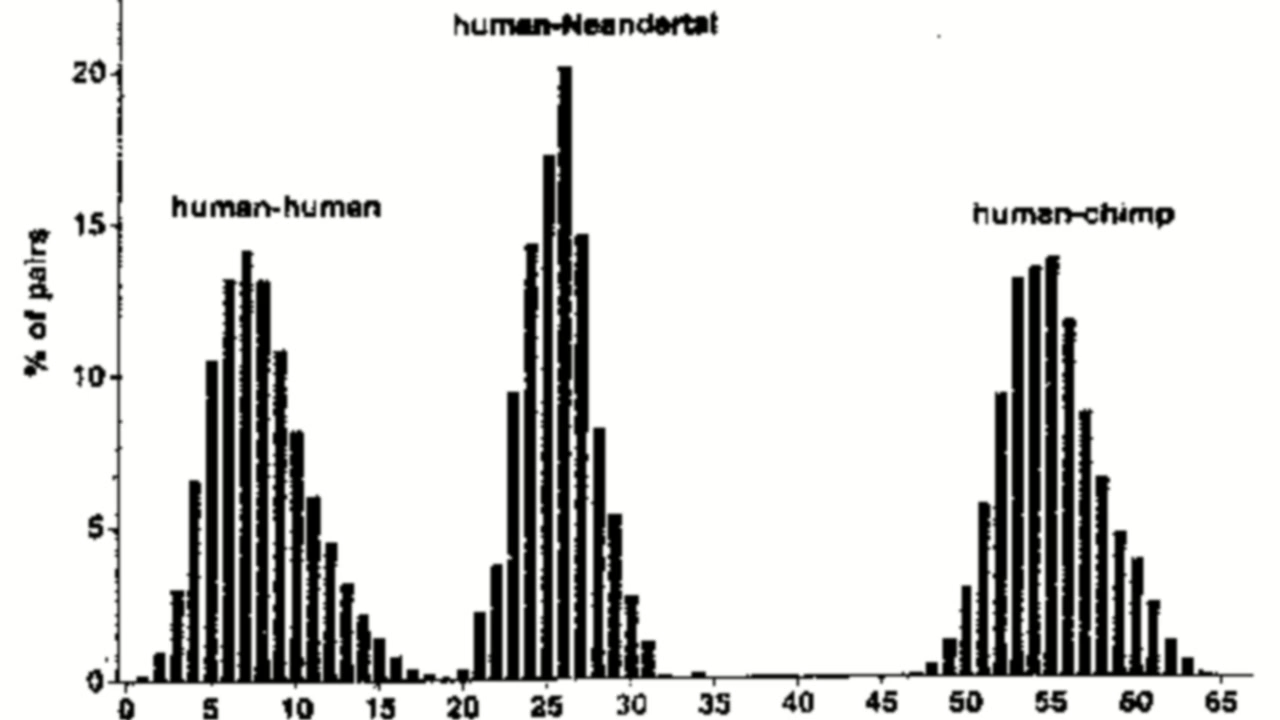 human-Neandertal
20
human-human
human-chimp
15
% of pairs
10
5
0
0 5 10 15 20 25 30 35 40 45 50 55 60 65